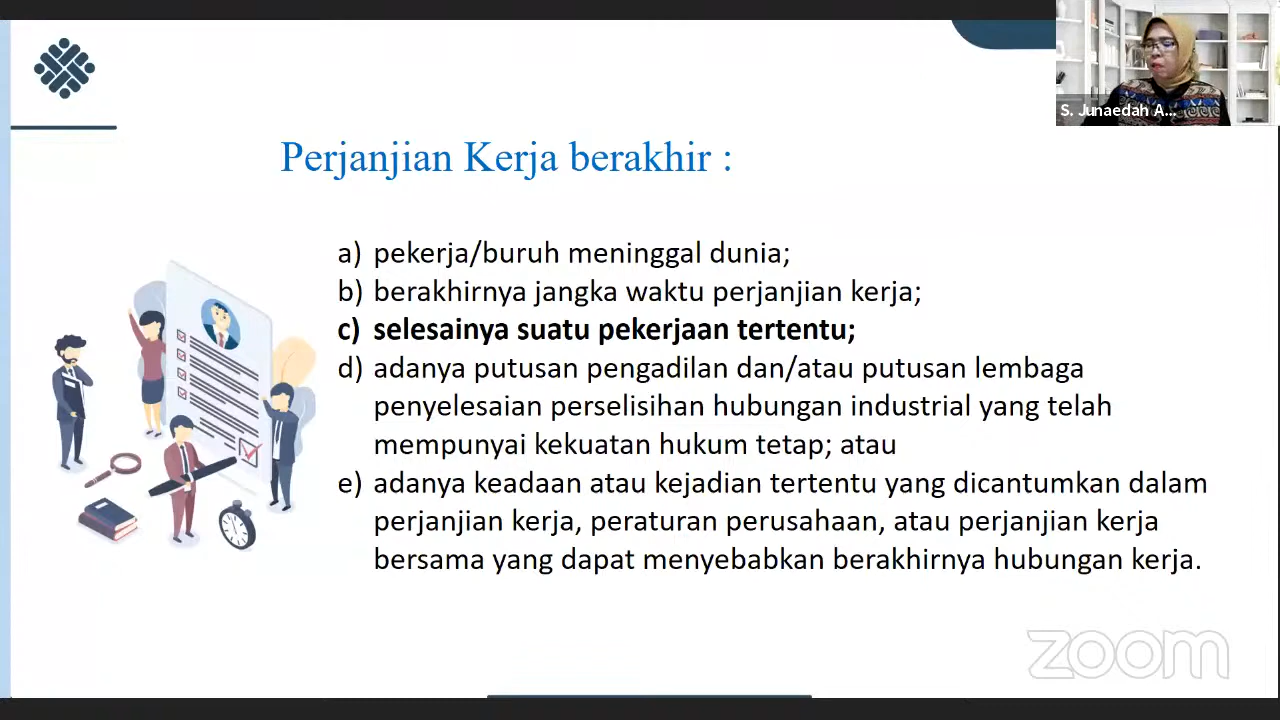 S. Junaedah A...
Perjanjian Kerja berakhir :
a) pekerja/buruh meninggal dunia;
b) berakhirnya jangka waktu perjanjian kerja;
c) selesainya suatu pekerjaan tertentu;
d) adanya putusan pengadilan dan/atau putusan lembaga
penyelesaian perselisihan hubungan industrial yang telah
mempunyai kekuatan hukum tetap; atau
e) adanya keadaan atau kejadian tertentu yang dicantumkan dalam
perjanjian kerja, peraturan perusahaan, atau perjanjian kerja
bersama yang dapat menyebabkan berakhirnya hubungan kerja.
zoom